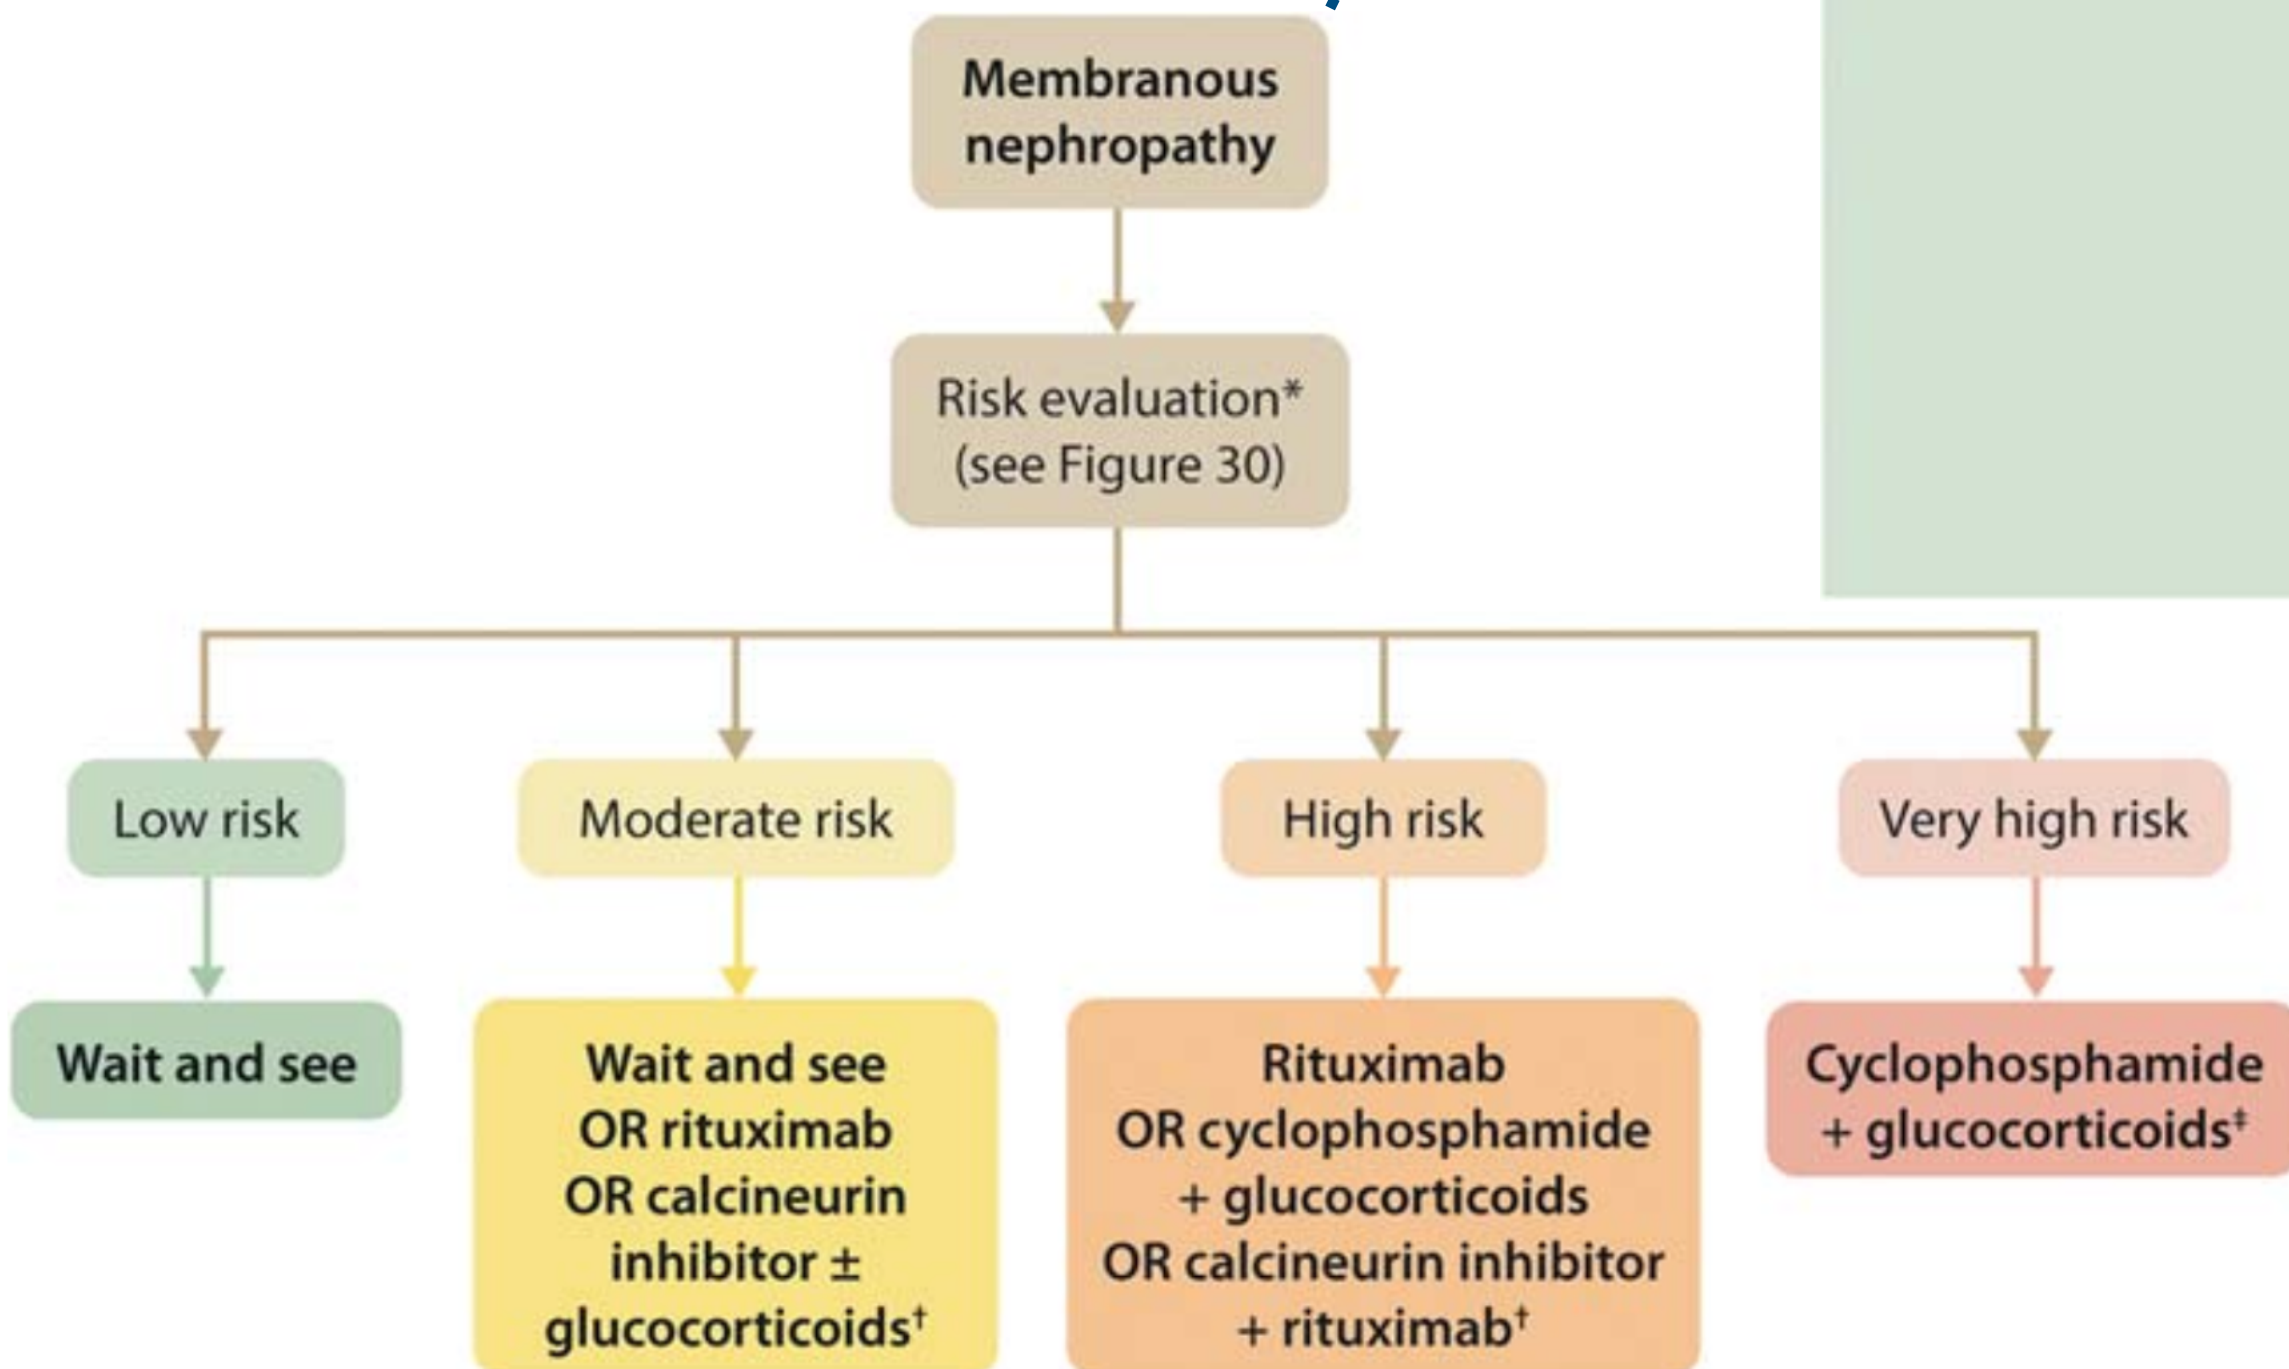 Membranous
nephropathy
Risk evaluation*
(see Figure 30)
Low risk
Moderate risk
High risk
Very high risk
Wait and see
Wait and see
OR rituximab
OR calcineurin
inhibitor ±
glucocorticoids†
Rituximab
OR cyclophosphamide
+ glucocorticoids
OR calcineurin inhibitor
+ rituximab†
Cyclophosphamide
+ glucocorticoids‡